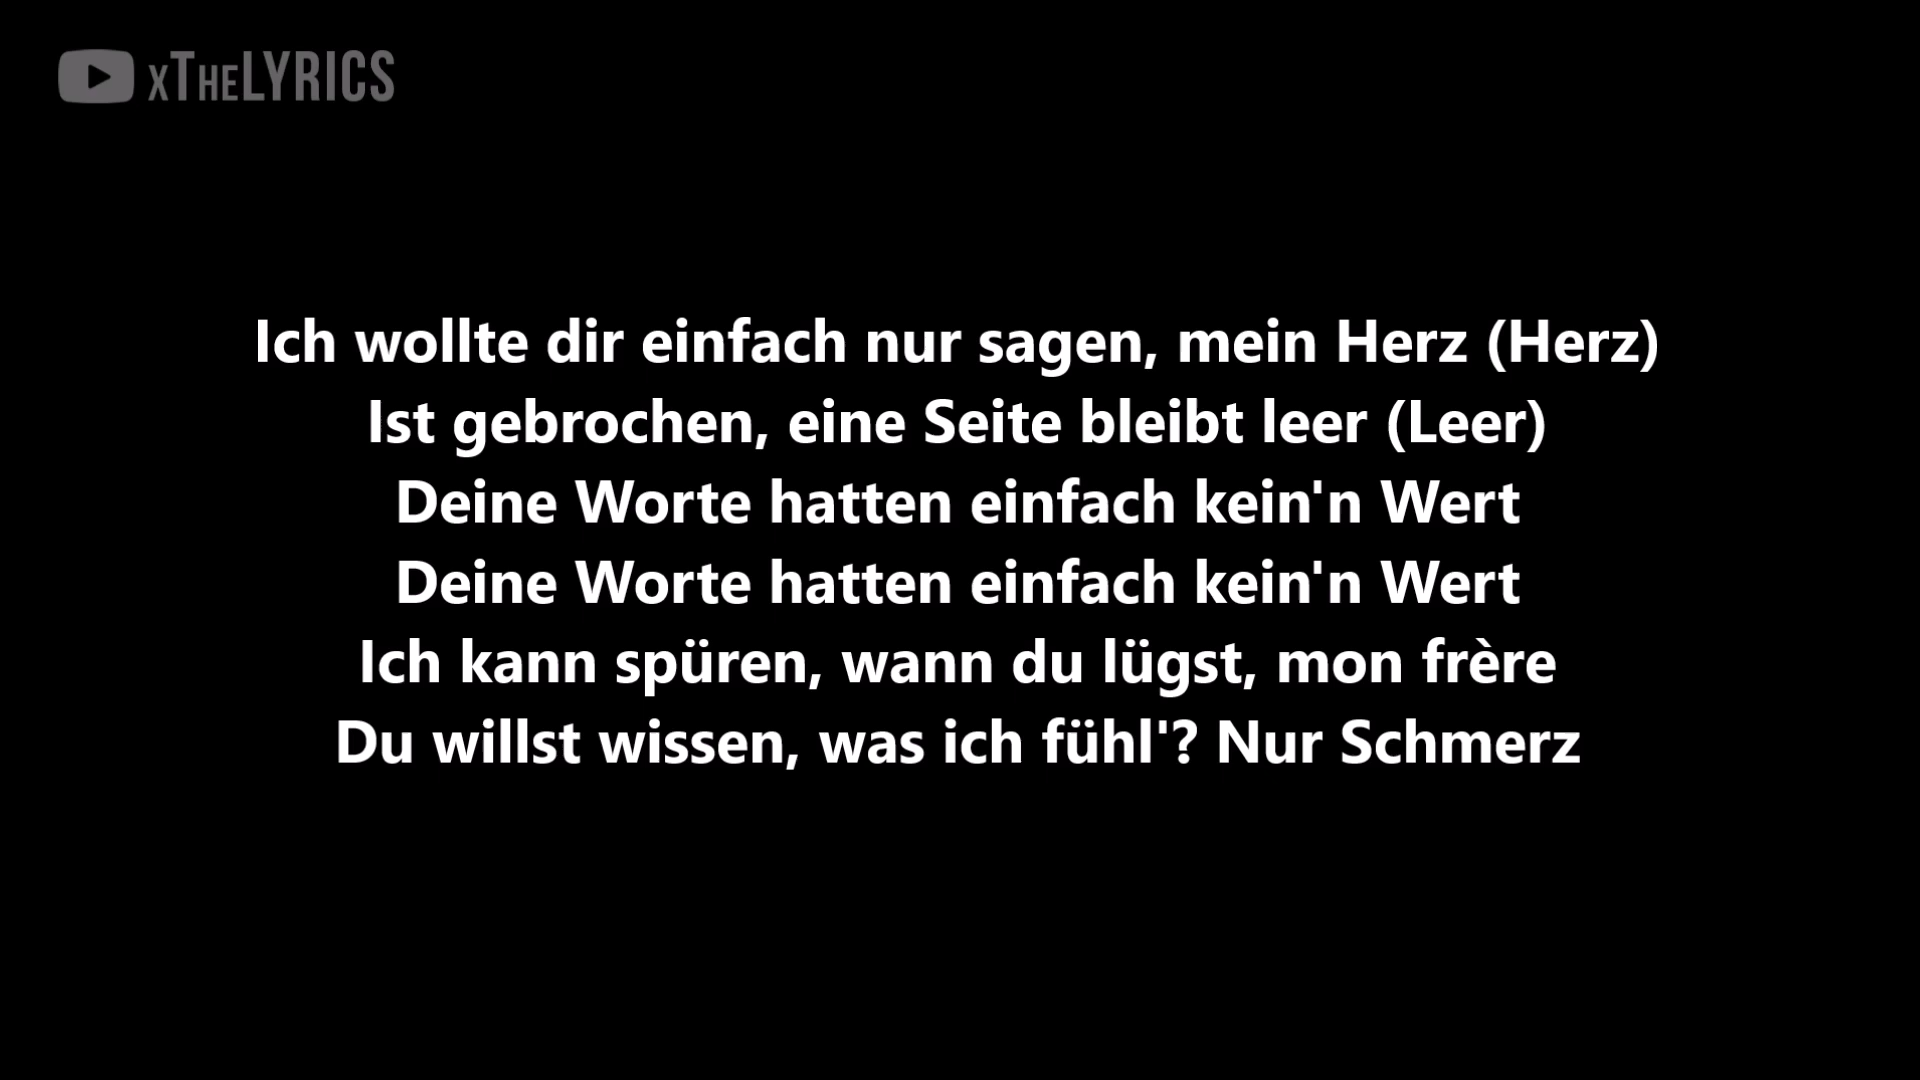 xTheLYRICS
Ich wollte dir einfach nur sagen, mein Herz (Herz)
Ist gebrochen, eine Seite bleibt leer (Leer)
Deine Worte hatten einfach kein'n Wert
Deine Worte hatten einfach kein'n Wert
Ich kann spüren, wann du lügst, mon frère
Du willst wissen, was ich fühl'? Nur Schmerz